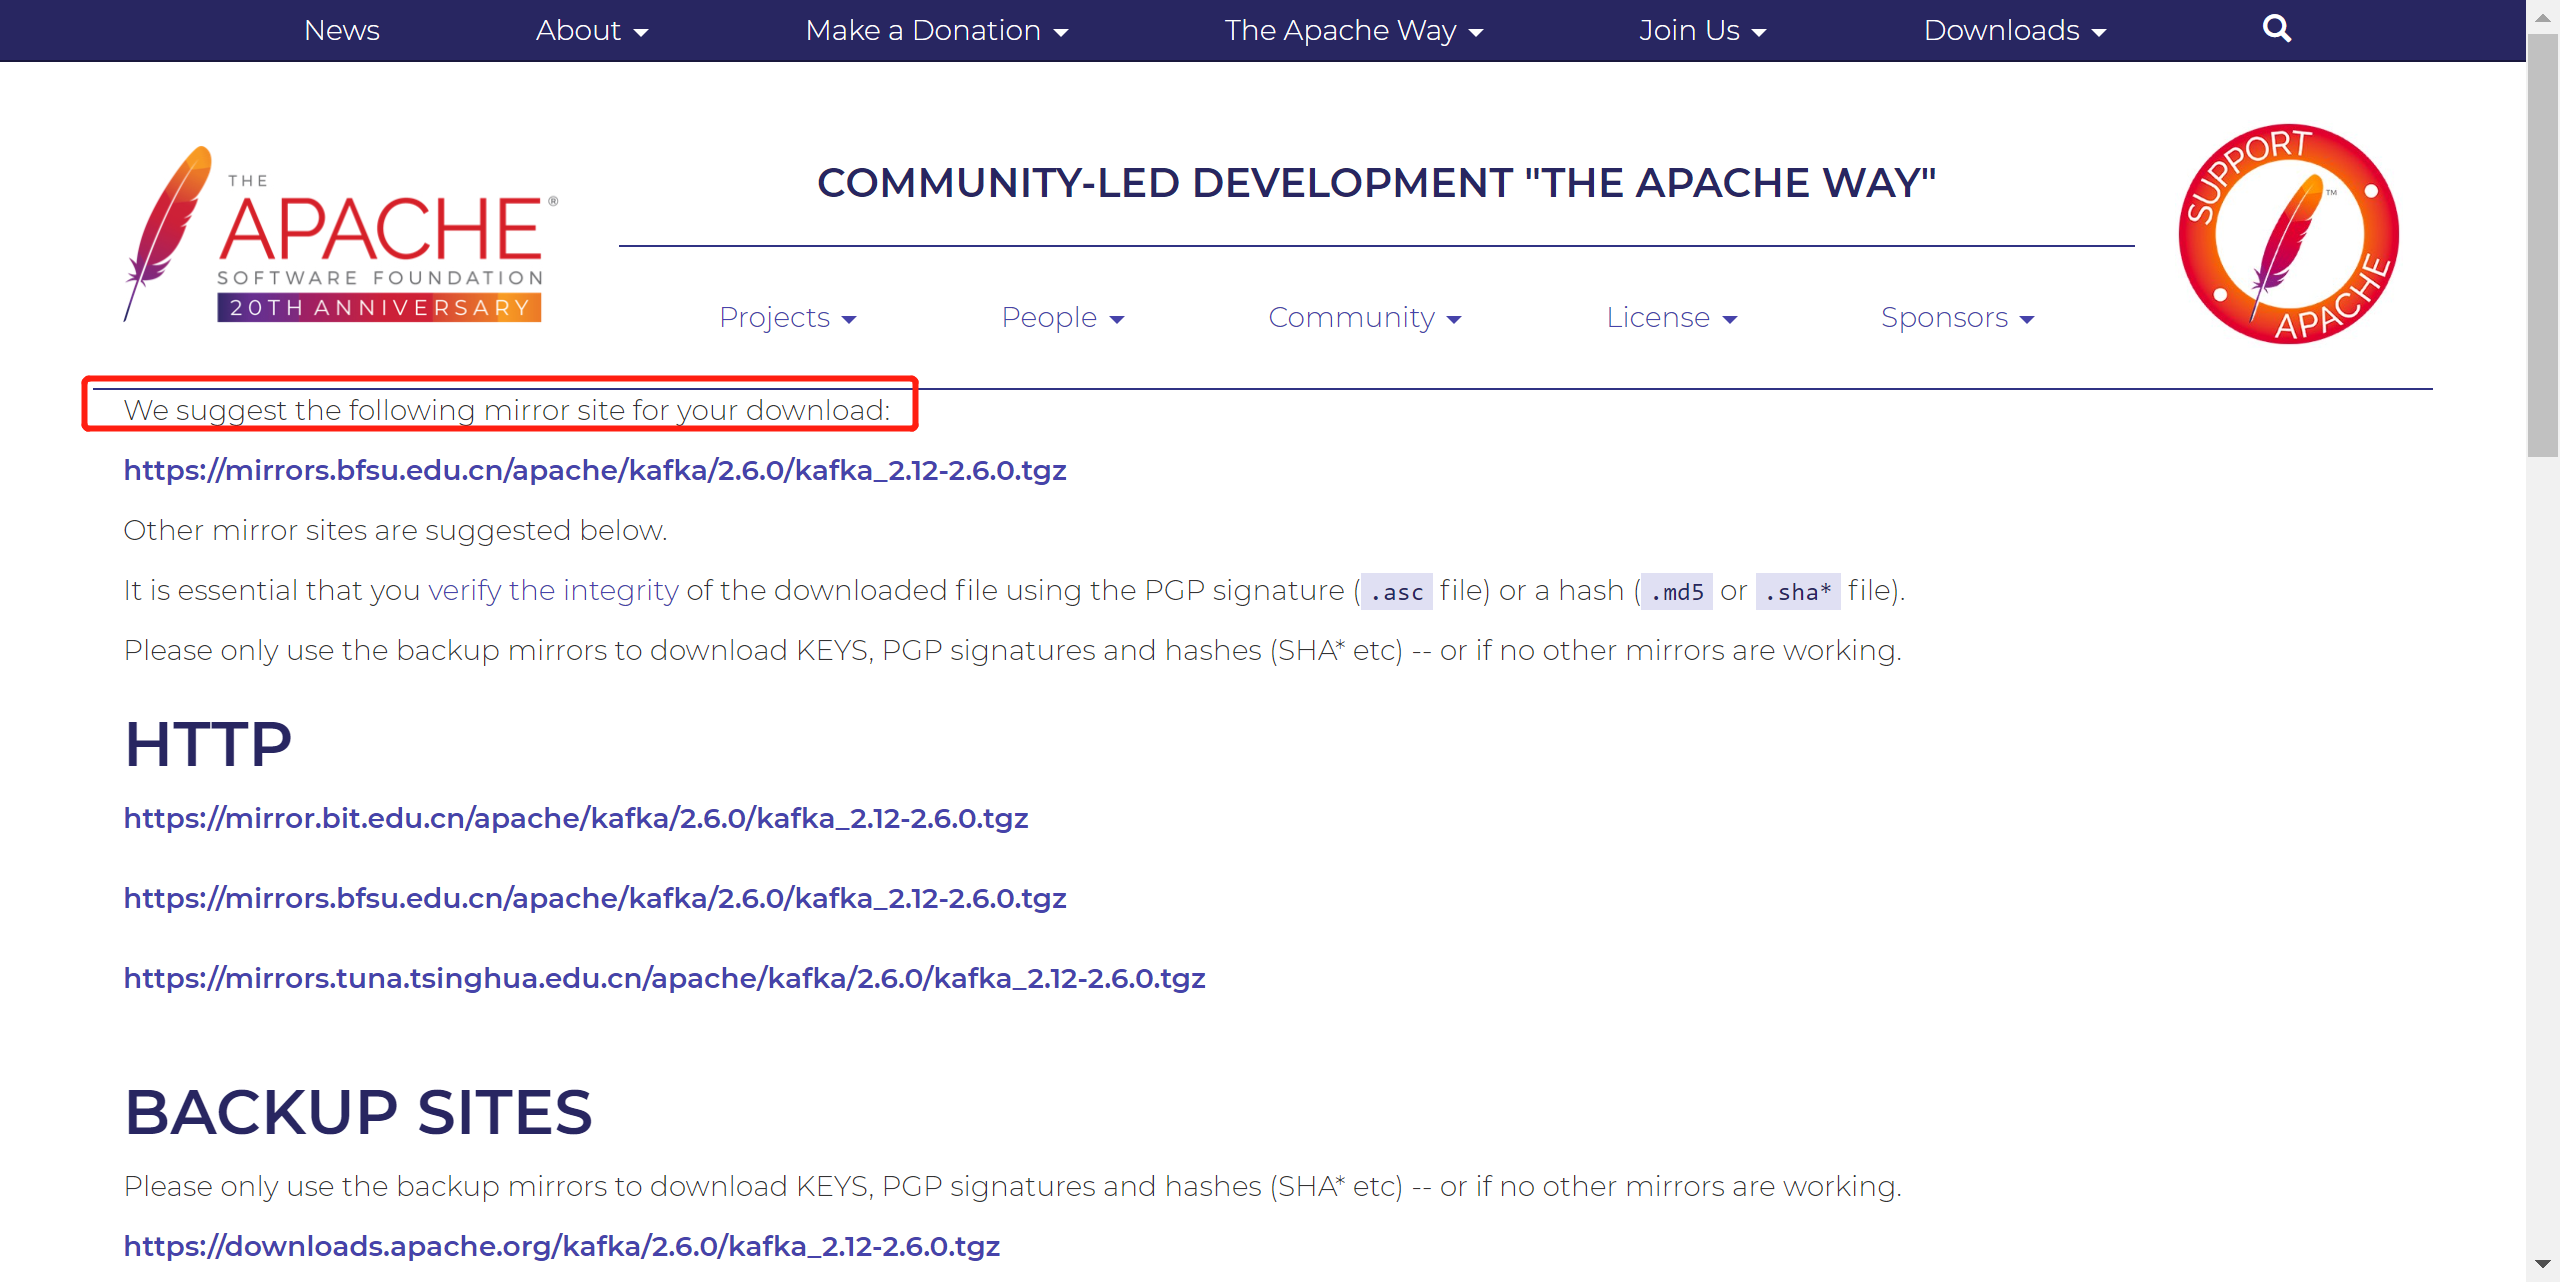 News About Make a Donation The Apache Way Join Us Downloads
THE
APACHE®
SOFTWARE FOUNDATION
20TH ANNIVERSARY
COMMUNITY-LED DEVELOPMENT "THE APACHE WAY"
SUPPORT APACHE ™
Projects People Community License Sponsors
We suggest the following mirror site for your download:
https://mirrors.bfsu.edu.cn/apache/kafka/2.6.0/kafka_2.12-2.6.0.tgz
Other mirror sites are suggested below.
It is essential that you verify the integrity of the downloaded file using the PGP signature ( .asc file) or a hash ( .md5 or .sha* file).
Please only use the backup mirrors to download KEYS, PGP signatures and hashes (SHA* etc) -- or if no other mirrors are working.
HTTP
https://mirror.bit.edu.cn/apache/kafka/2.6.0/kafka_2.12-2.6.0.tgz
https://mirrors.bfsu.edu.cn/apache/kafka/2.6.0/kafka_2.12-2.6.0.tgz
https://mirrors.tuna.tsinghua.edu.cn/apache/kafka/2.6.0/kafka_2.12-2.6.0.tgz
BACKUP SITES
Please only use the backup mirrors to download KEYS, PGP signatures and hashes (SHA* etc) -- or if no other mirrors are working.
https://downloads.apache.org/kafka/2.6.0/kafka_2.12-2.6.0.tgz